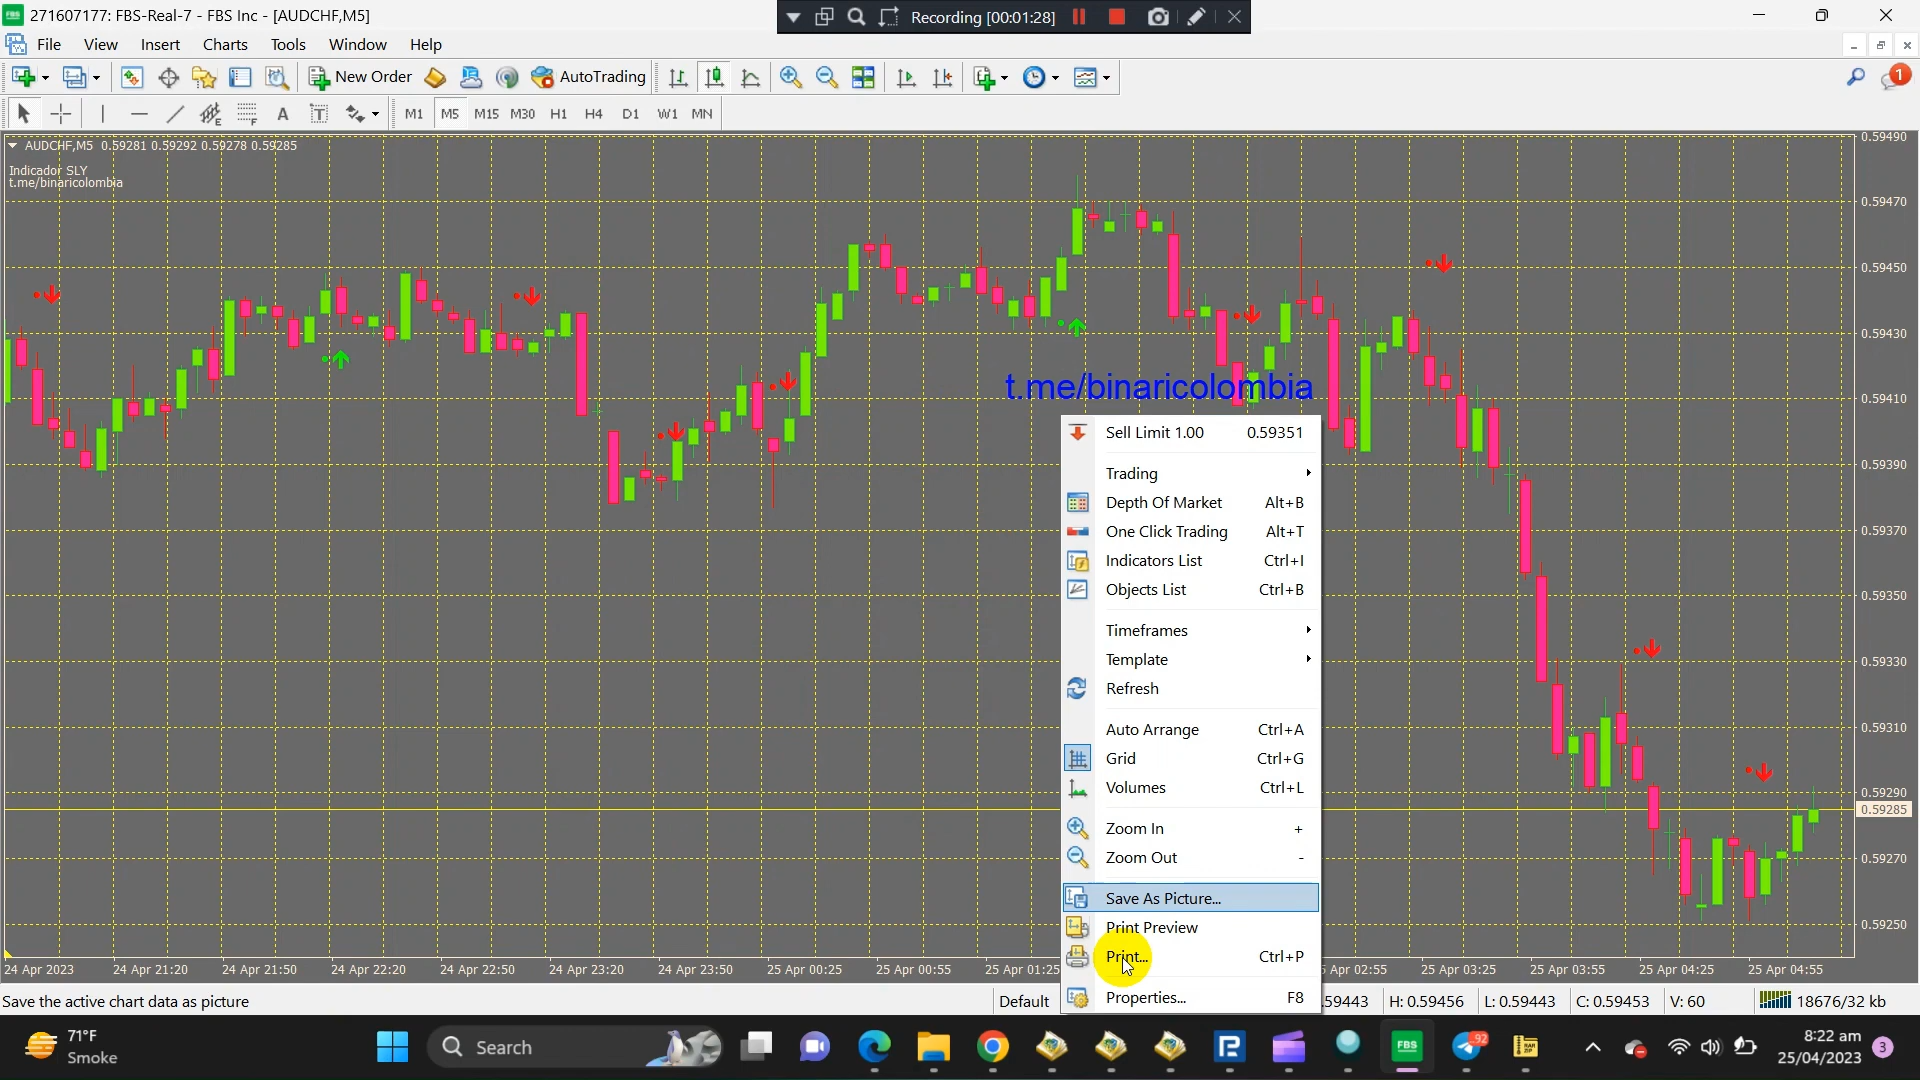 271607177: FBS-Real-7 - FBS Inc - [AUDCHF,M5]
Recording [00:01:28]
File View Insert Charts Tools Window Help
New Order AutoTrading
1
A T F M1 M5 M15 M30 H1 H4 D1 W1 MN
AUDCHF,M5 0.59281 0.59292 0.59278 0.59285
Indicador SLY
t.me/binaricolombia
t.me/binaricolombia
0.59490
0.59470
0.59450
0.59430
0.59410
0.59390
0.59370
0.59350
0.59330
0.59310
0.59290
0.59285
0.59270
0.59250
Sell Limit 1.00 0.59351
Trading
Depth Of Market Alt+B
One Click Trading Alt+T
Indicators List Ctrl+I
Objects List Ctrl+B
Timeframes
Template
Refresh
Auto Arrange Ctrl+A
Grid Ctrl+G
Volumes Ctrl+L
Zoom In +
Zoom Out -
Save As Picture...
Print Preview
Print... Ctrl+P
Properties... F8
24 Apr 2023 24 Apr 21:20 24 Apr 21:50 24 Apr 22:20 24 Apr 22:50 24 Apr 23:20 24 Apr 23:50 25 Apr 00:25 25 Apr 00:55 25 Apr 01:25 5 Apr 02:55 25 Apr 03:25 25 Apr 03:55 25 Apr 04:25 25 Apr 04:55
Save the active chart data as picture Default 59443 H: 0.59456 L: 0.59443 C: 0.59453 V: 60 18676/32 kb
71°F
Smoke
Search
FBS
92
8:22 am
25/04/2023
3